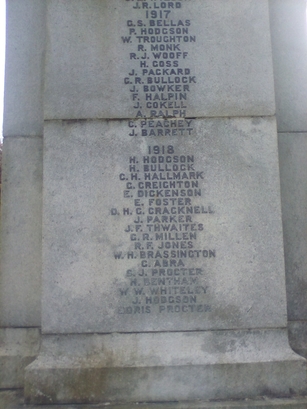 J. R. LORD
1917
G. S. BELLAS
P. HODGSON
W. TROUGHTON
R. MONK
R. J. WOOFF
H. GOSS
J. PACKARD
G. R. BULLOCK
J. BOWKER
F. HALPIN
J. COKELL
A. RALPH
C. PEACHEY
J. BARRETT
1918
H. HODGSON
H. BULLOCK
C. H. HALLMARK
G. CREIGHTON
E. DICKENSON
E. FOSTER
D. H. G. CRACKNELL
J. PARKER
J. F. THWAITES
G. R. MILLEN
R. F. JONES
W. H. BRASSINGTON
G. ABRA
E. J. PROCTER
H. BENTHAM
W. W. WHITELEY
J. HODGSON
DORIS PROCTER